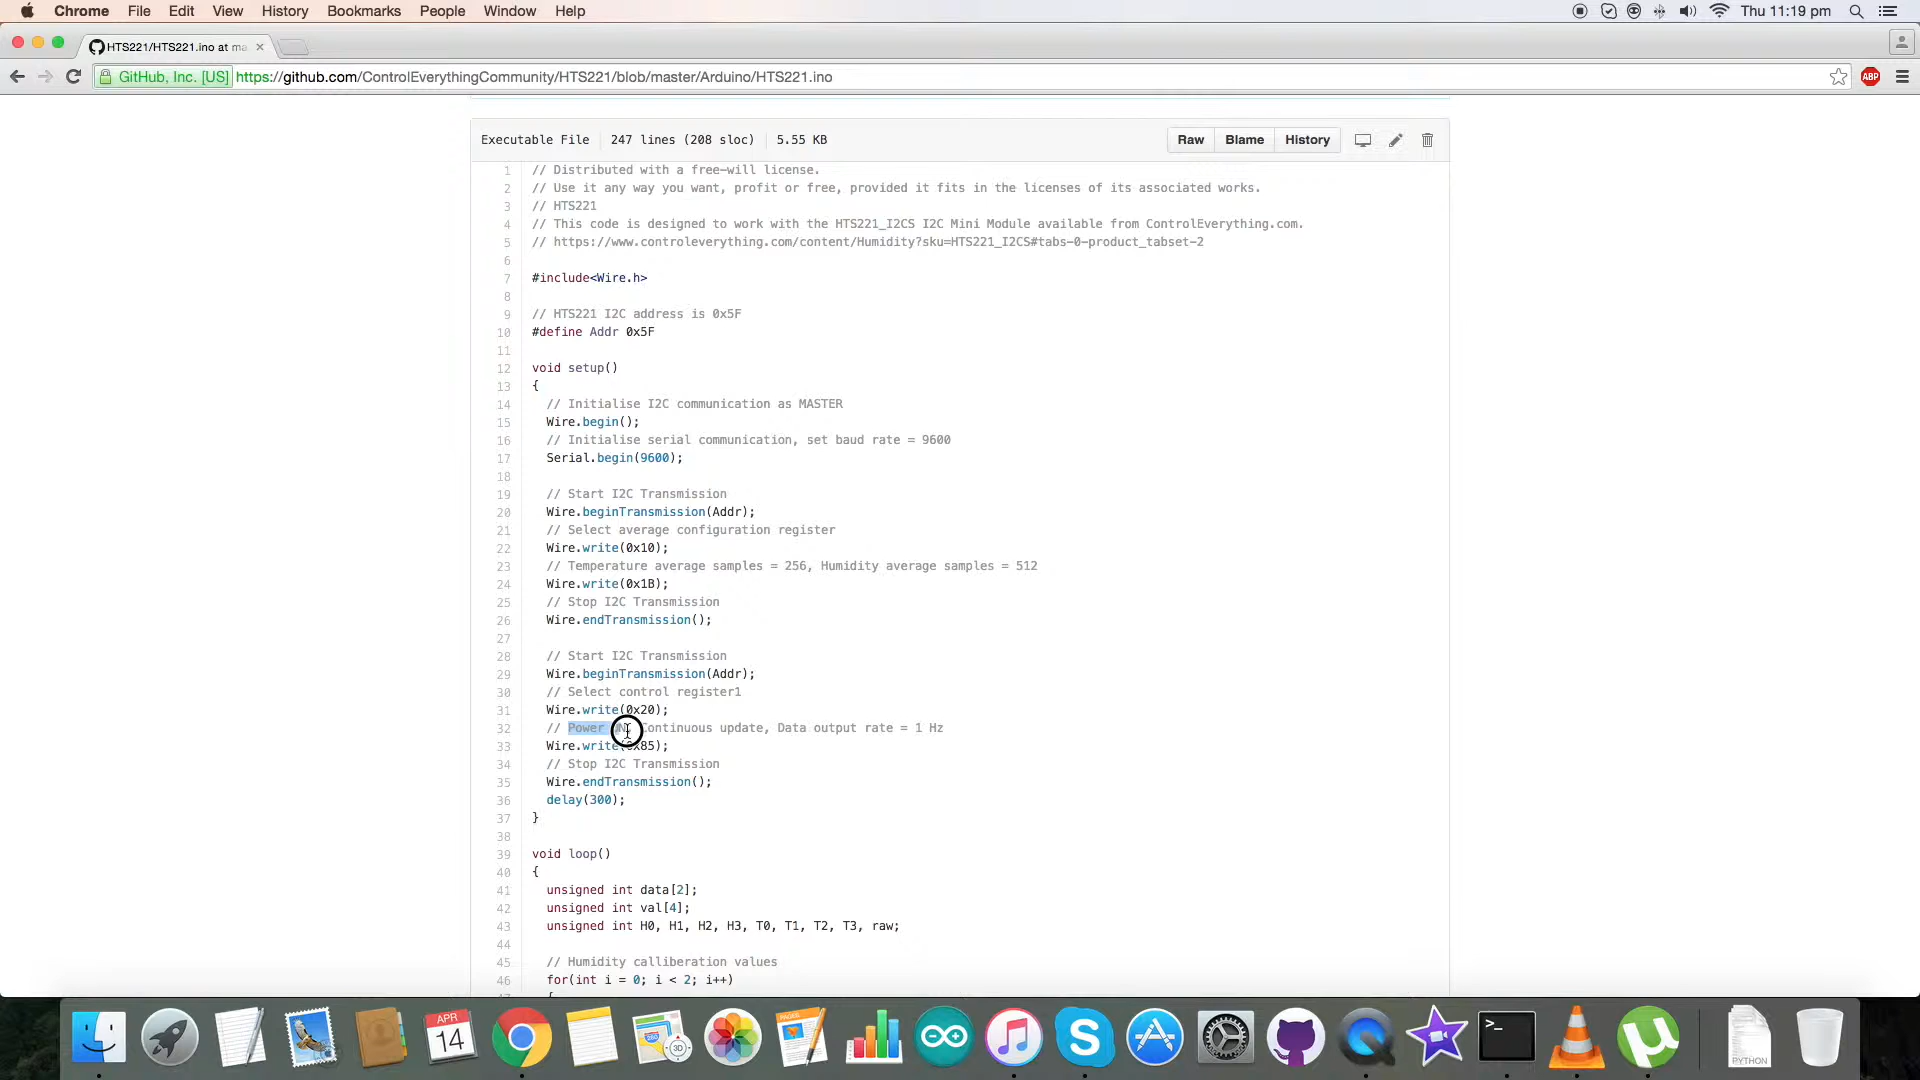 Chrome File Edit View History Bookmarks People Window Help Thu 11:19 pm
HTS221/HTS221.ino at ma
GitHub, Inc. [US] https://github.com/ControlEverythingCommunity/HTS221/blob/master/Arduino/HTS221.ino ABP
Executable File 247 lines (208 sloc) 5.55 KB Raw Blame History
1 // Distributed with a free-will license.
2 // Use it any way you want, profit or free, provided it fits in the licenses of its associated works.
3 // HTS221
4 // This code is designed to work with the HTS221_I2CS I2C Mini Module available from ControlEverything.com.
5 // https://www.controleverything.com/content/Humidity?sku=HTS221_I2CS#tabs-0-product_tabset-2
6
7 #include<Wire.h>
8
9 // HTS221 I2C address is 0x5F
10 #define Addr 0x5F
11
12 void setup()
13 {
14 // Initialise I2C communication as MASTER
15 Wire.begin();
16 // Initialise serial communication, set baud rate = 9600
17 Serial.begin(9600);
18
19 // Start I2C Transmission
20 Wire.beginTransmission(Addr);
21 // Select average configuration register
22 Wire.write(0x10);
23 // Temperature average samples = 256, Humidity average samples = 512
24 Wire.write(0x1B);
25 // Stop I2C Transmission
26 Wire.endTransmission();
27
28 // Start I2C Transmission
29 Wire.beginTransmission(Addr);
30 // Select control register1
31 Wire.write(0x20);
32 // Power Continuous update, Data output rate = 1 Hz
33 Wire.write(0x85);
34 // Stop I2C Transmission
35 Wire.endTransmission();
36 delay(300);
37 }
38
39 void loop()
40 {
41 unsigned int data[2];
42 unsigned int val[4];
43 unsigned int H0, H1, H2, H3, T0, T1, T2, T3, raw;
44
45 // Humidity calliberation values
46 for(int i = 0; i < 2; i++)
APR
14
PAGES
3D
PYTHON